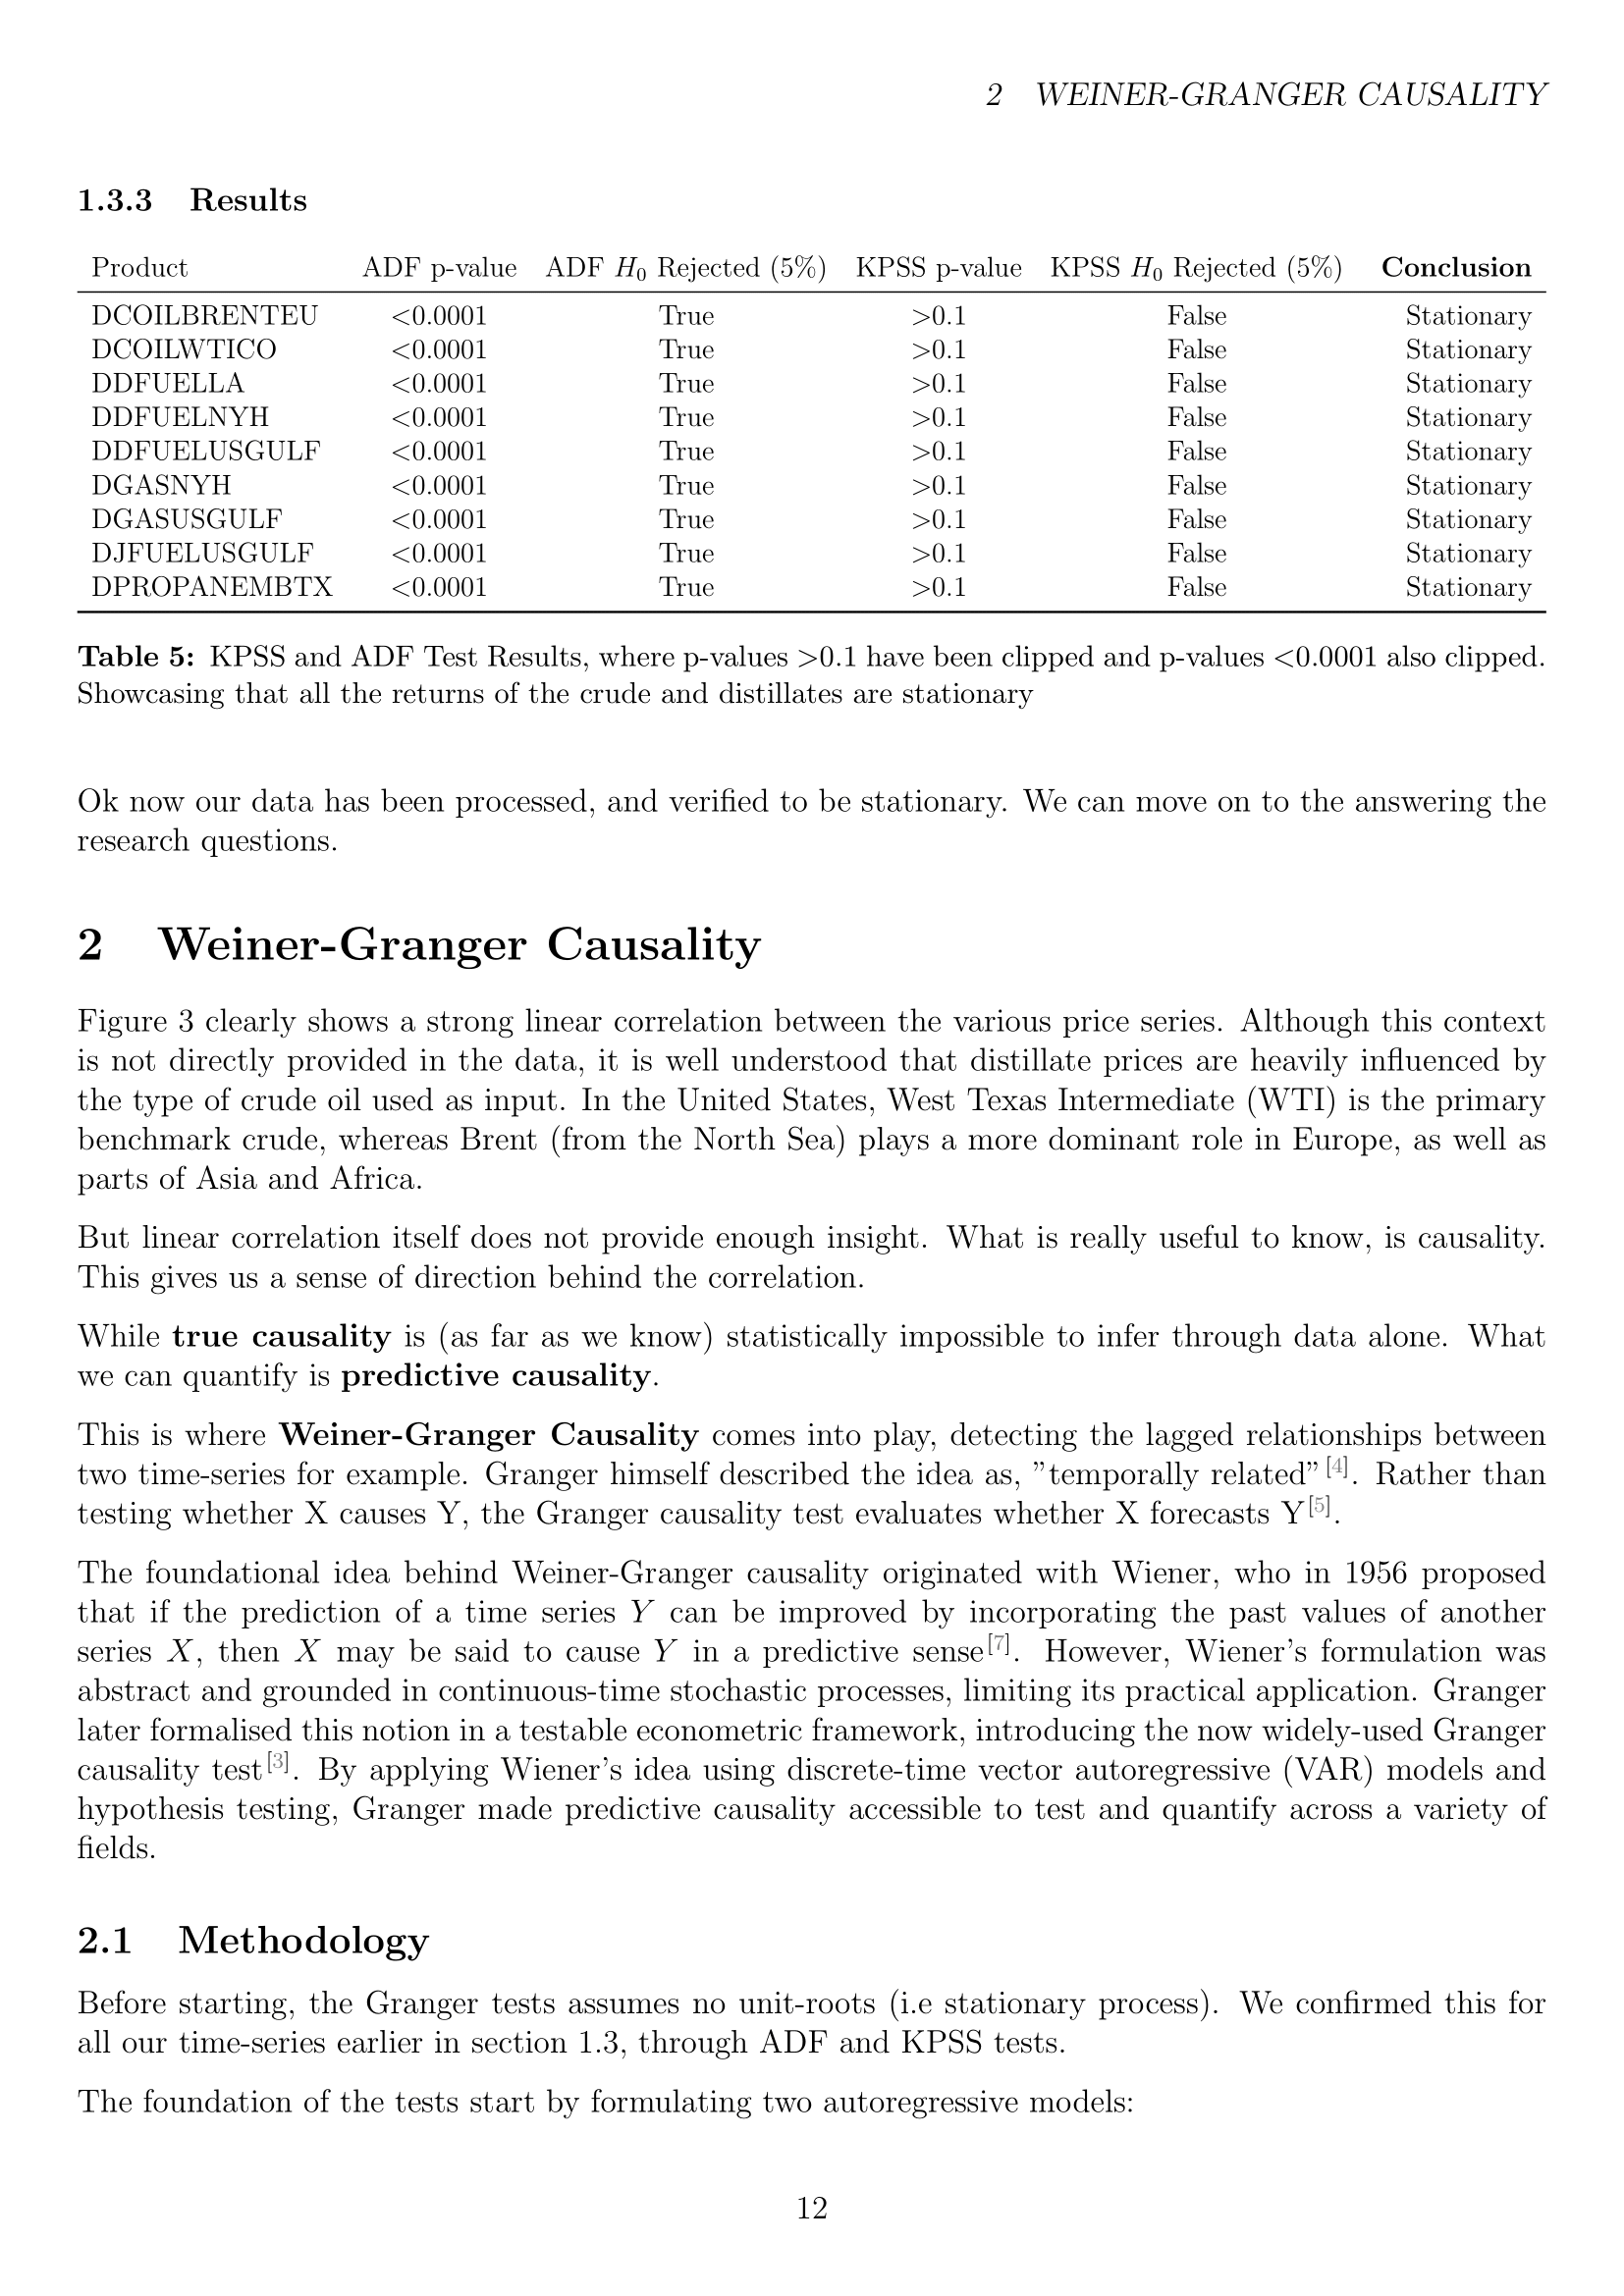 2 WEINER-GRANGER CAUSALITY
1.3.3 Results
Product ADF p-value ADF H0 Rejected (5%) KPSS p-value KPSS H0 Rejected (5%) Conclusion
DCOILBRENTEU <0.0001 True >0.1 False Stationary
DCOILWTICO <0.0001 True >0.1 False Stationary
DDFUELLA <0.0001 True >0.1 False Stationary
DDFUELNYH <0.0001 True >0.1 False Stationary
DDFUELUSGULF <0.0001 True >0.1 False Stationary
DGASNYH <0.0001 True >0.1 False Stationary
DGASUSGULF <0.0001 True >0.1 False Stationary
DJFUELUSGULF <0.0001 True >0.1 False Stationary
DPROPANEMBTX <0.0001 True >0.1 False Stationary
Table 5: KPSS and ADF Test Results, where p-values >0.1 have been clipped and p-values <0.0001 also clipped.
Showcasing that all the returns of the crude and distillates are stationary
Ok now our data has been processed, and verified to be stationary. We can move on to the answering the
research questions.
2 Weiner-Granger Causality
Figure 3 clearly shows a strong linear correlation between the various price series. Although this context
is not directly provided in the data, it is well understood that distillate prices are heavily influenced by
the type of crude oil used as input. In the United States, West Texas Intermediate (WTI) is the primary
benchmark crude, whereas Brent (from the North Sea) plays a more dominant role in Europe, as well as
parts of Asia and Africa.
But linear correlation itself does not provide enough insight. What is really useful to know, is causality.
This gives us a sense of direction behind the correlation.
While true causality is (as far as we know) statistically impossible to infer through data alone. What
we can quantify is predictive causality.
This is where Weiner-Granger Causality comes into play, detecting the lagged relationships between
two time-series for example. Granger himself described the idea as, ”temporally related”[4]. Rather than
testing whether X causes Y, the Granger causality test evaluates whether X forecasts Y[5].
The foundational idea behind Weiner-Granger causality originated with Wiener, who in 1956 proposed
that if the prediction of a time series Y can be improved by incorporating the past values of another
series X, then X may be said to cause Y in a predictive sense[7]. However, Wiener’s formulation was
abstract and grounded in continuous-time stochastic processes, limiting its practical application. Granger
later formalised this notion in a testable econometric framework, introducing the now widely-used Granger
causality test[3]. By applying Wiener’s idea using discrete-time vector autoregressive (VAR) models and
hypothesis testing, Granger made predictive causality accessible to test and quantify across a variety of
fields.
2.1 Methodology
Before starting, the Granger tests assumes no unit-roots (i.e stationary process). We confirmed this for
all our time-series earlier in section 1.3, through ADF and KPSS tests.
The foundation of the tests start by formulating two autoregressive models:
12